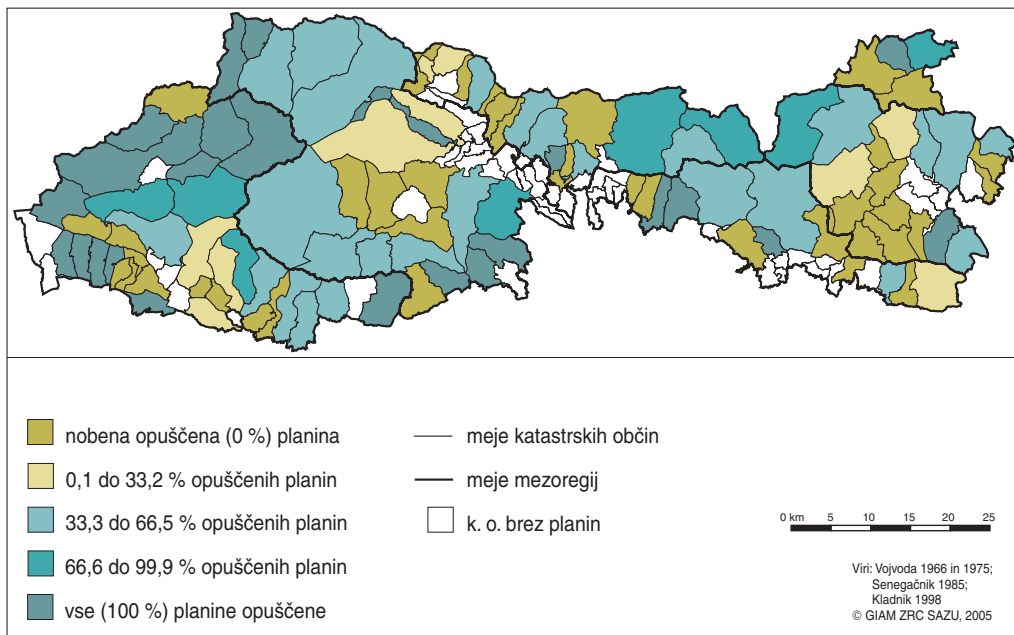 nobena opuščena (0 %) planina
0,1 do 33,2 % opuščenih planin
33,3 do 66,5 % opuščenih planin
66,6 do 99,9 % opuščenih planin
vse (100 %) planine opuščene
meje katastrskih občin
meje mezoregij
k. o. brez planin
0 km 5 10 15 20 25
Viri: Vojvoda 1966 in 1975;
Senegačnik 1985;
Kladnik 1998
© GIAM ZRC SAZU, 2005